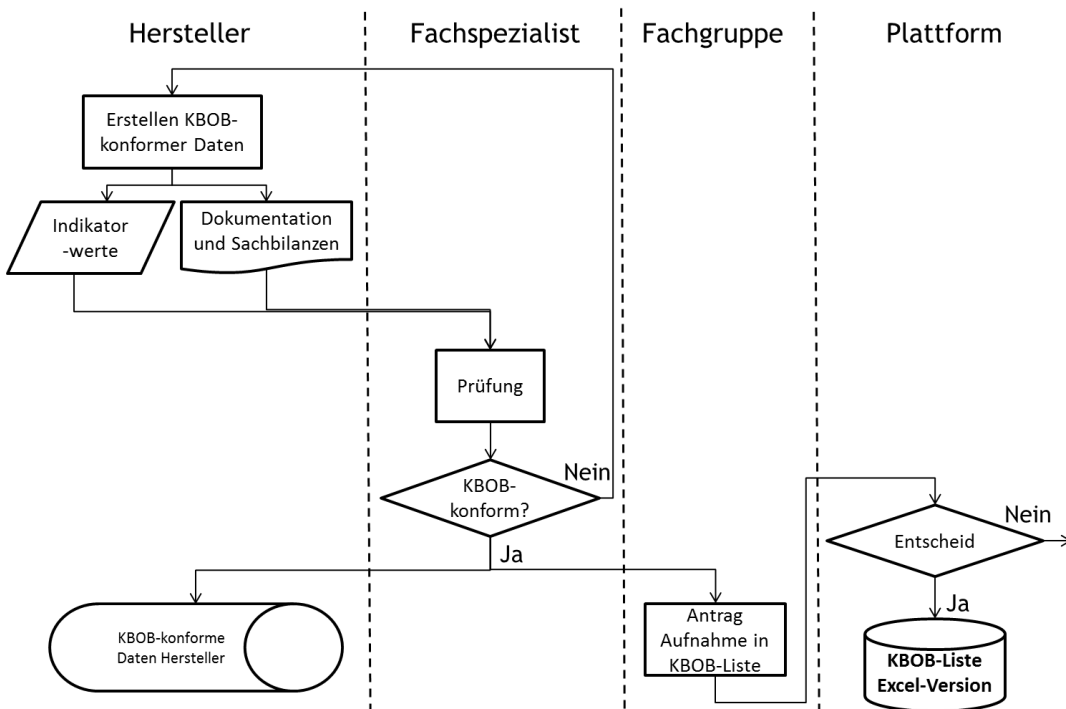 Hersteller
Fachspezialist
Fachgruppe
Plattform
Erstellen KBOB-
konformer Daten
Indikator
-werte
Dokumentation
und Sachbilanzen
Prüfung
KBOB-
konform?
Nein
Ja
KBOB-konforme
Daten Hersteller
Antrag
Aufnahme in
KBOB-Liste
Entscheid
Nein
Ja
KBOB-Liste
Excel-Version